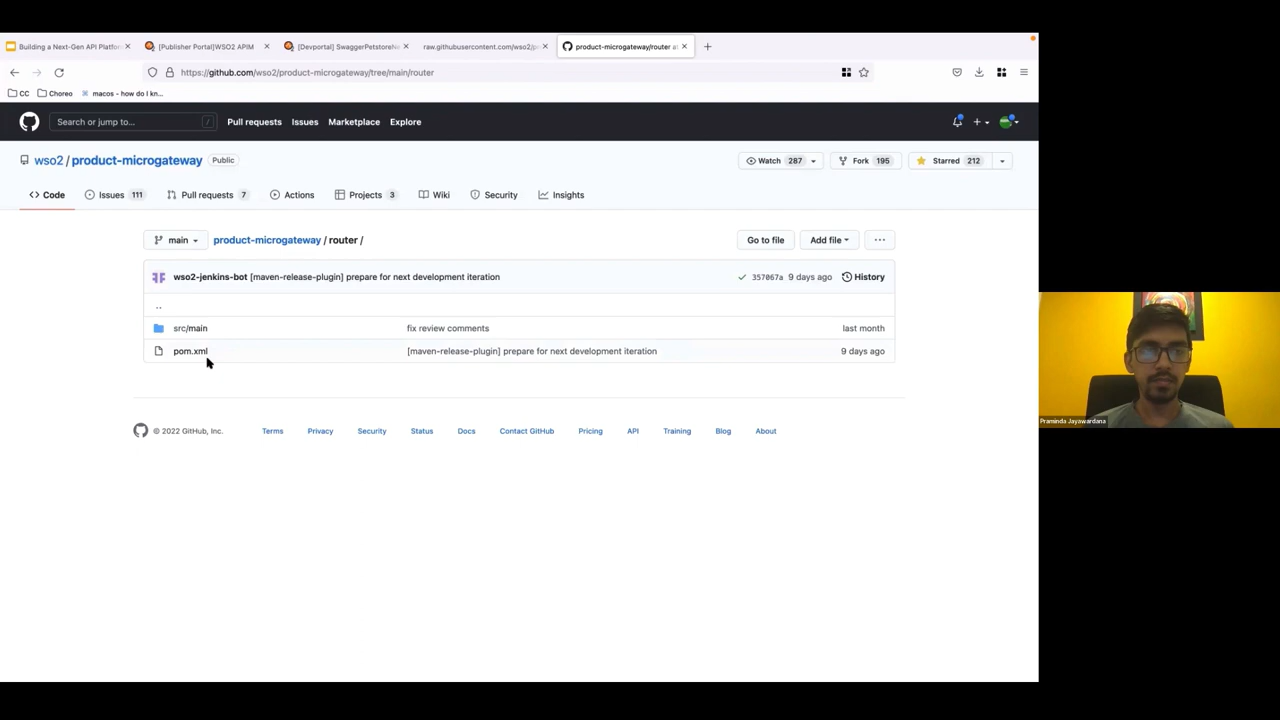 Building a Next-Gen API Platfor
[Publisher Portal]WSO2 APIM
[Devportal] SwaggerPetstoreNe
raw.githubusercontent.com/wso2/p
product-microgateway/router at
https://github.com/wso2/product-microgateway/tree/main/router
CC
Choreo
macos - how do I kn...
Search or jump to...
/
Pull requests
Issues
Marketplace
Explore
wso2 / product-microgateway
Public
Watch 287
Fork 195
Starred 212
Code
Issues 111
Pull requests 7
Actions
Projects 3
Wiki
Security
Insights
main
product-microgateway / router /
Go to file
Add file
...
wso2-jenkins-bot [maven-release-plugin] prepare for next development iteration
357067a 9 days ago
History
..
src/main
fix review comments
last month
pom.xml
[maven-release-plugin] prepare for next development iteration
9 days ago
© 2022 GitHub, Inc.
Terms
Privacy
Security
Status
Docs
Contact GitHub
Pricing
API
Training
Blog
About
Praminda Jayawardana